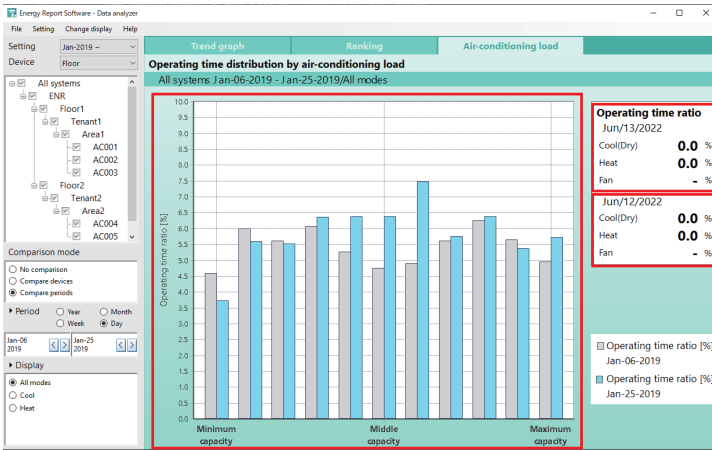 Energy Report Software - Data analyzer
File Setting Change display Help
Setting Jan-2019 ~
Device Floor
All systems
ENR
Floor1
Tenant1
Area1
AC001
AC002
AC003
Floor2
Tenant2
Area2
AC004
AC005
Comparison mode
No comparison
Compare devices
Compare periods
Period Year Month
Week Day
Jan-06 2019 < > Jan-25 2019 < >
Display
All modes
Cool
Heat
Trend graph Ranking Air-conditioning load
Operating time distribution by air-conditioning load
All systems Jan-06-2019 - Jan-25-2019/All modes
Operating time ratio [%]
10.0
9.5
9.0
8.5
8.0
7.5
7.0
6.5
6.0
5.5
5.0
4.5
4.0
3.5
3.0
2.5
2.0
1.5
1.0
0.5
0.0
Minimum capacity
Middle capacity
Maximum capacity
Operating time ratio
Jun/13/2022
Cool(Dry) 0.0 %
Heat 0.0 %
Fan - %
Jun/12/2022
Cool(Dry) 0.0 %
Heat 0.0 %
Fan - %
Operating time ratio [%]
Jan-06-2019
Operating time ratio [%]
Jan-25-2019